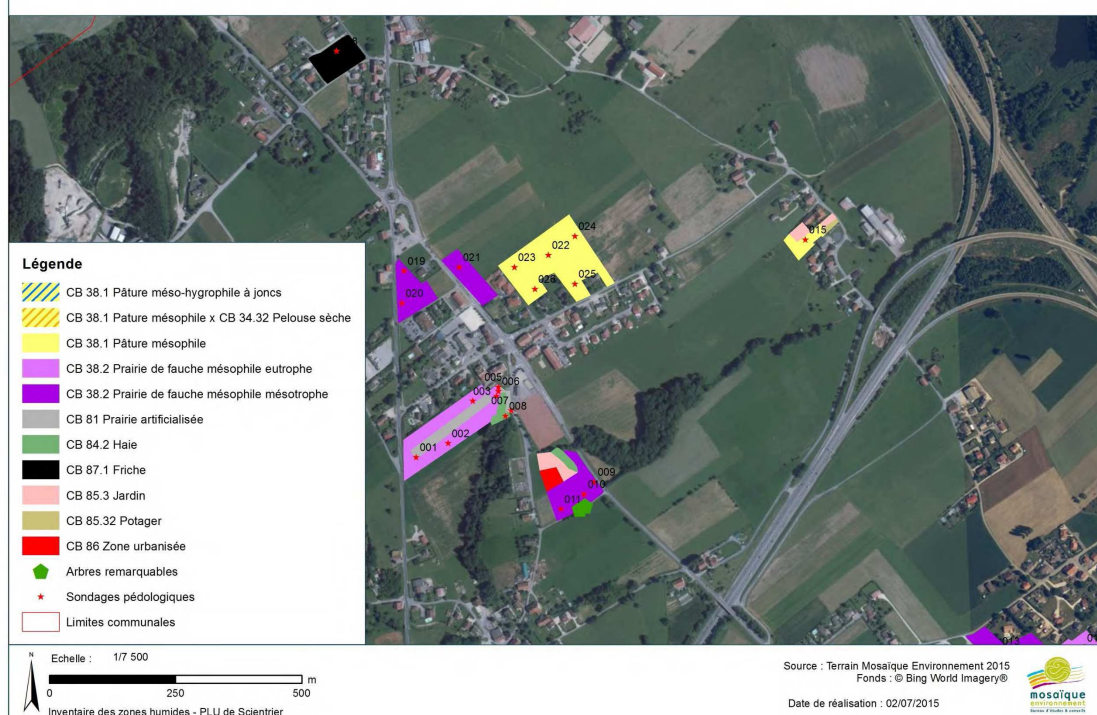 019
020
021
023
022
024
026
025
015
005
006
003
007
008
002
001
009
010
011
013
Légende
CB 38.1 Pâture méso-hygrophile à joncs
CB 38.1 Pature mésophile x CB 34.32 Pelouse sèche
CB 38.1 Pâture mésophile
CB 38.2 Prairie de fauche mésophile eutrophe
CB 38.2 Prairie de fauche mésophile mésotrophe
CB 81 Prairie artificialisée
CB 84.2 Haie
CB 87.1 Friche
CB 85.3 Jardin
CB 85.32 Potager
CB 86 Zone urbanisée
Arbres remarquables
Sondages pédologiques
Limites communales
N
Echelle : 1/7 500
m
0 250 500
Inventaire des zones humides - PLU de Scientrier
Source : Terrain Mosaïque Environnement 2015
Fonds : © Bing World Imagery®
Date de réalisation : 02/07/2015
mosaïque
environnement
Bureau d'études & conseils